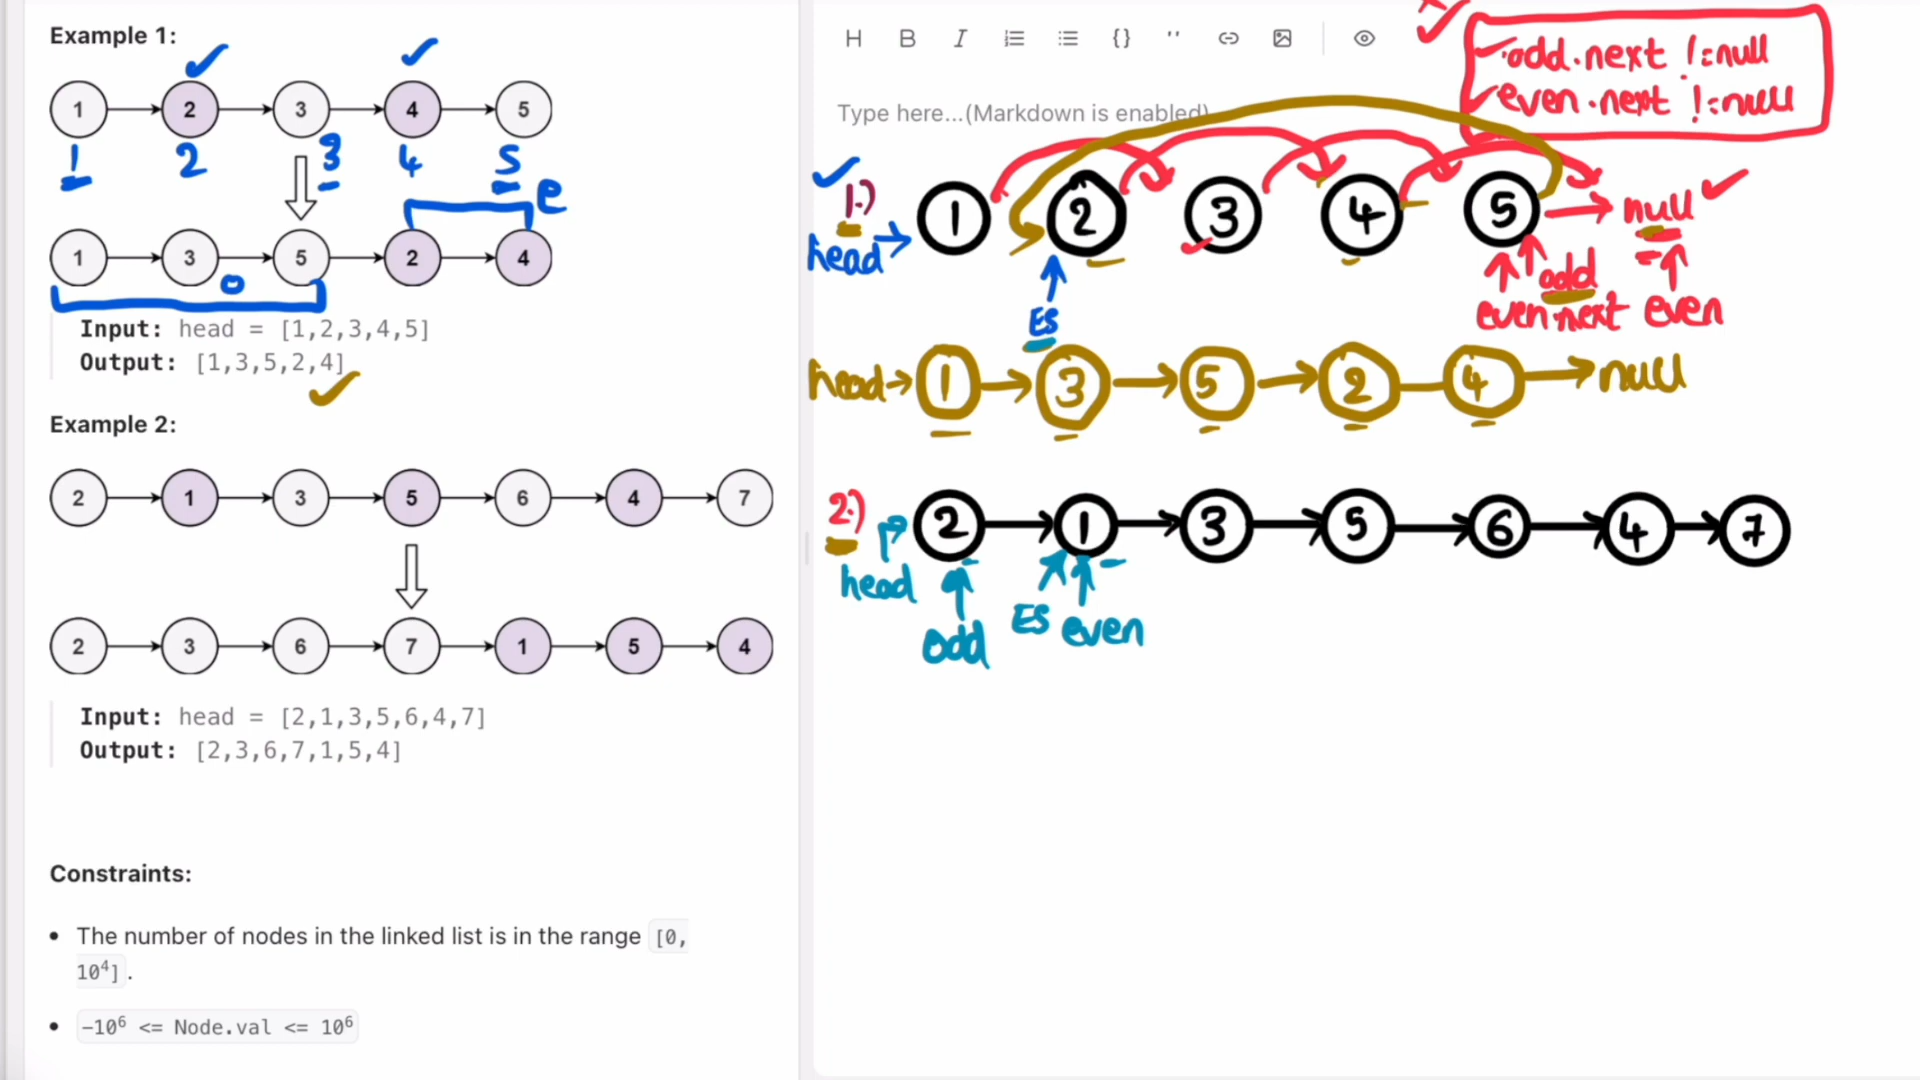 Example 1:
1 2 3 4 5
1 2 3 4 5
e
1 3 5 2 4
o
Input: head = [1,2,3,4,5]
Output: [1,3,5,2,4]
Example 2:
2 1 3 5 6 4 7
2 3 6 7 1 5 4
Input: head = [2,1,3,5,6,4,7]
Output: [2,3,6,7,1,5,4]
Constraints:
• The number of nodes in the linked list is in the range [0,
10⁴].
• -10⁶ <= Node.val <= 10⁶
H B I {} "
Type here...(Markdown is enabled)
odd.next != null
even.next != null
1.)
head
1 2 3 4 5 null
ES
odd
even.next even
head 1 3 5 2 4 null
2.)
2 1 3 5 6 4 7
head
odd
ES even